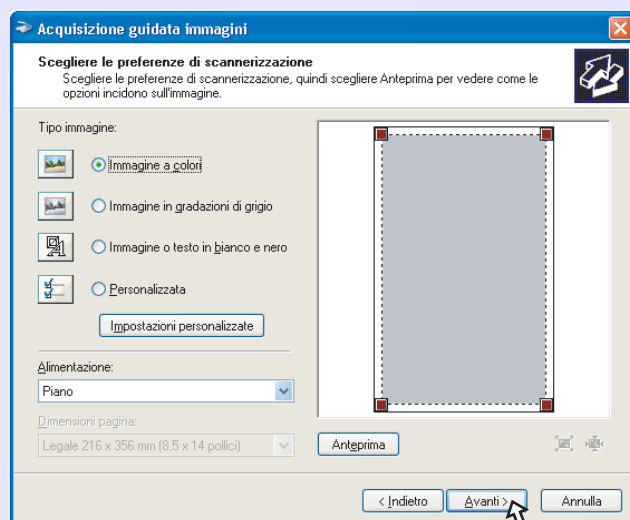 Acquisizione guidata immagini
Scegliere le preferenze di scannerizzazione
Scegliere le preferenze di scannerizzazione, quindi scegliere Anteprima per vedere come le
opzioni incidono sull'immagine.
Tipo immagine:
Immagine a colori
Immagine in gradazioni di grigio
Immagine o testo in bianco e nero
Personalizzata
Impostazioni personalizzate
Alimentazione:
Piano
Dimensioni pagina:
Legale 216 x 356 mm (8,5 x 14 pollici)
Anteprima
< Indietro
Avanti >
Annulla